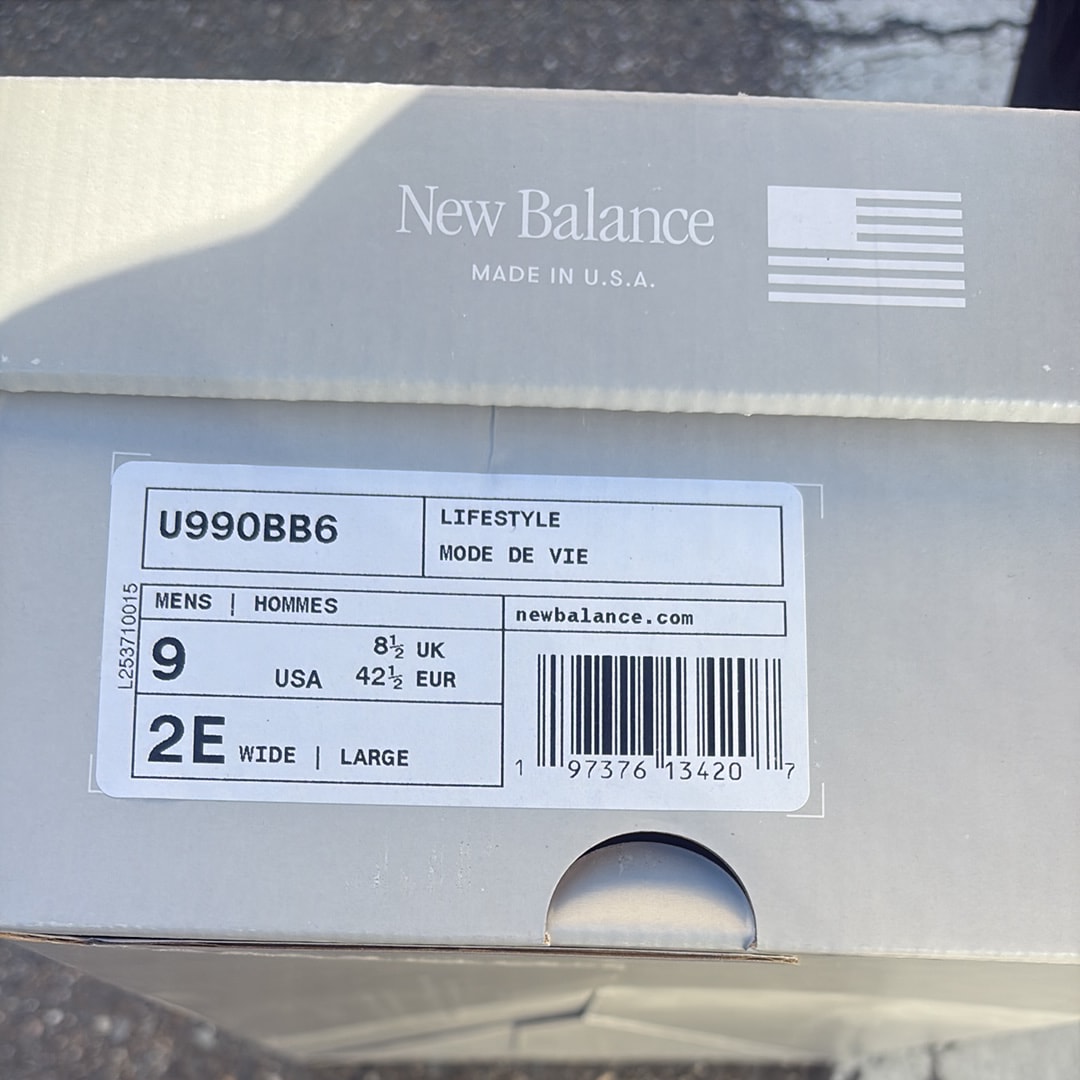 New Balance
MADE IN U.S.A.
U990BB6
LIFESTYLE
MODE DE VIE
L253710015
MENS | HOMMES
newbalance.com
9 USA 8½ UK
42½ EUR
2E WIDE | LARGE
1 97376 13420 7